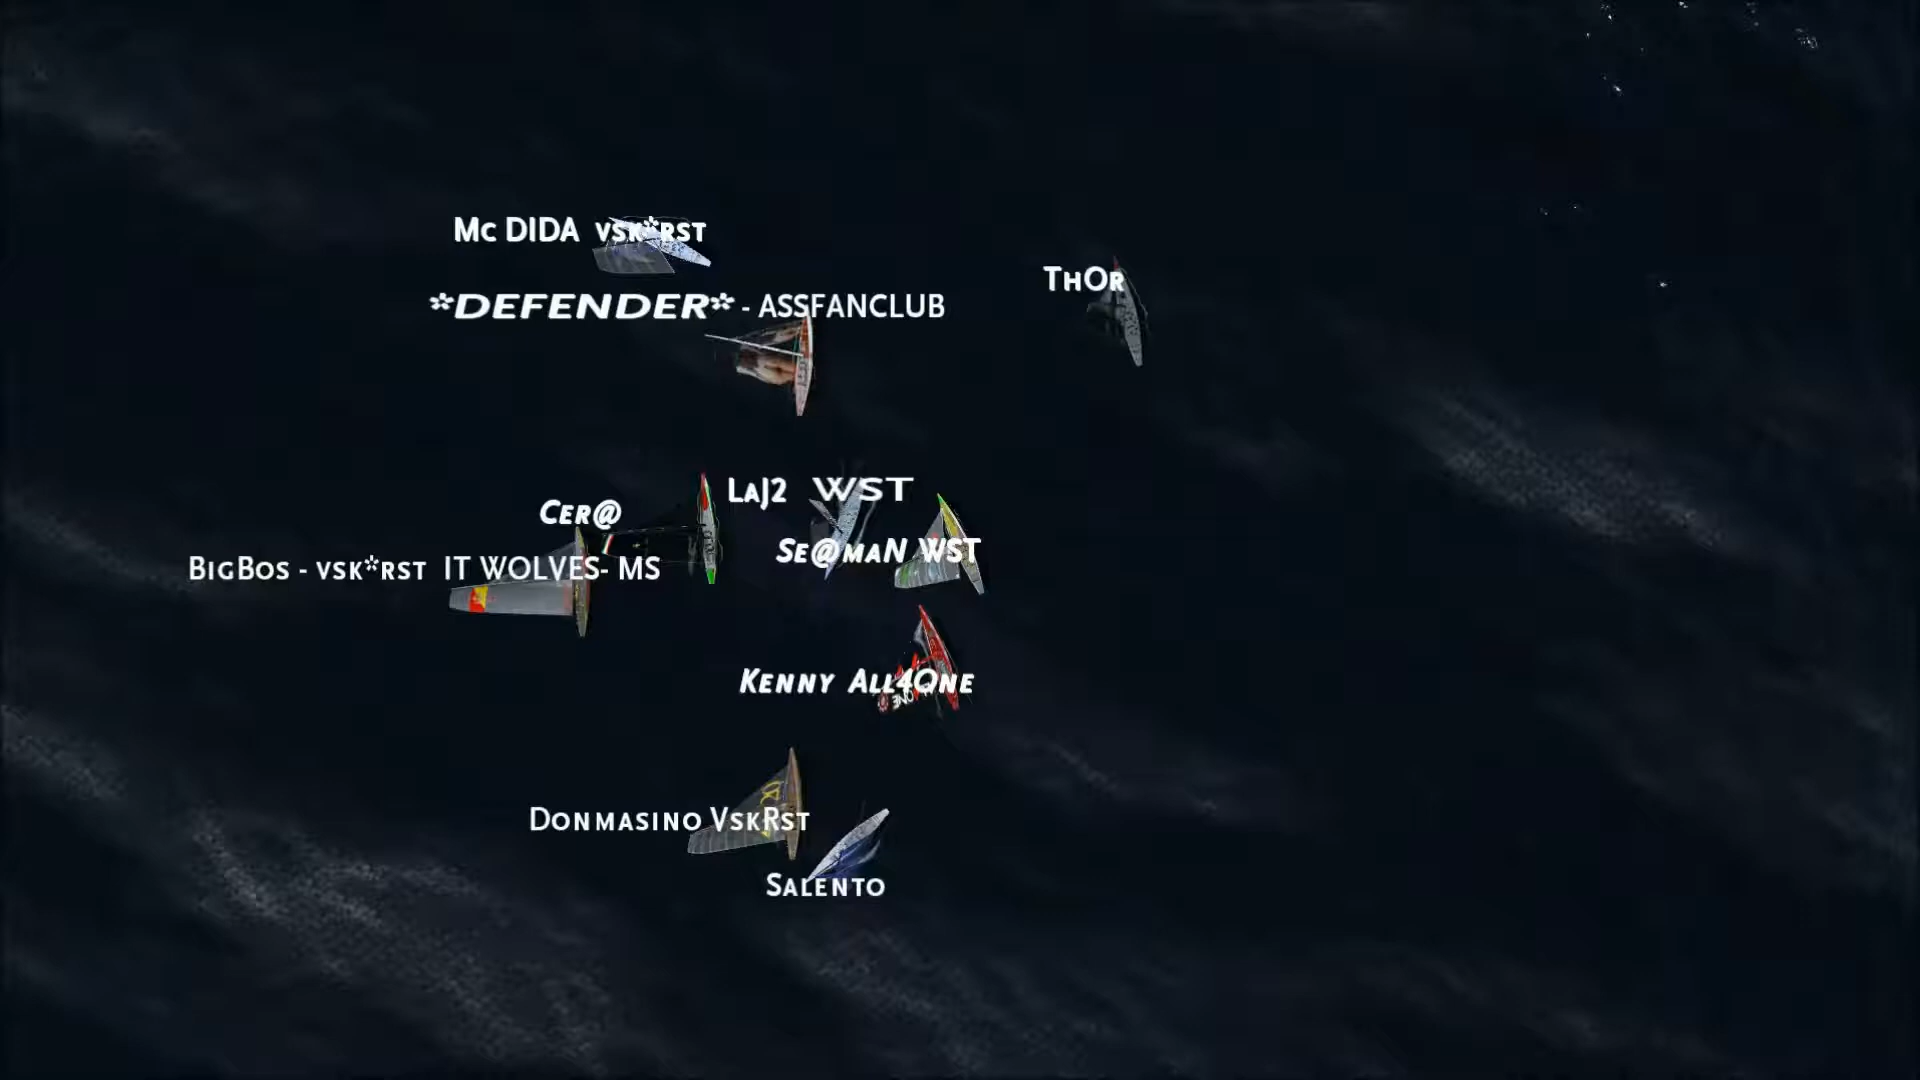 Mc DIDA vsk*rst
ThOr
*DEFENDER* - ASSFANCLUB
LaJ2 WST
Cer@
Se@maN WST
BigBos - vsk*rst IT WOLVES- MS
Kenny All4One
Donmasino VskRst
Salento